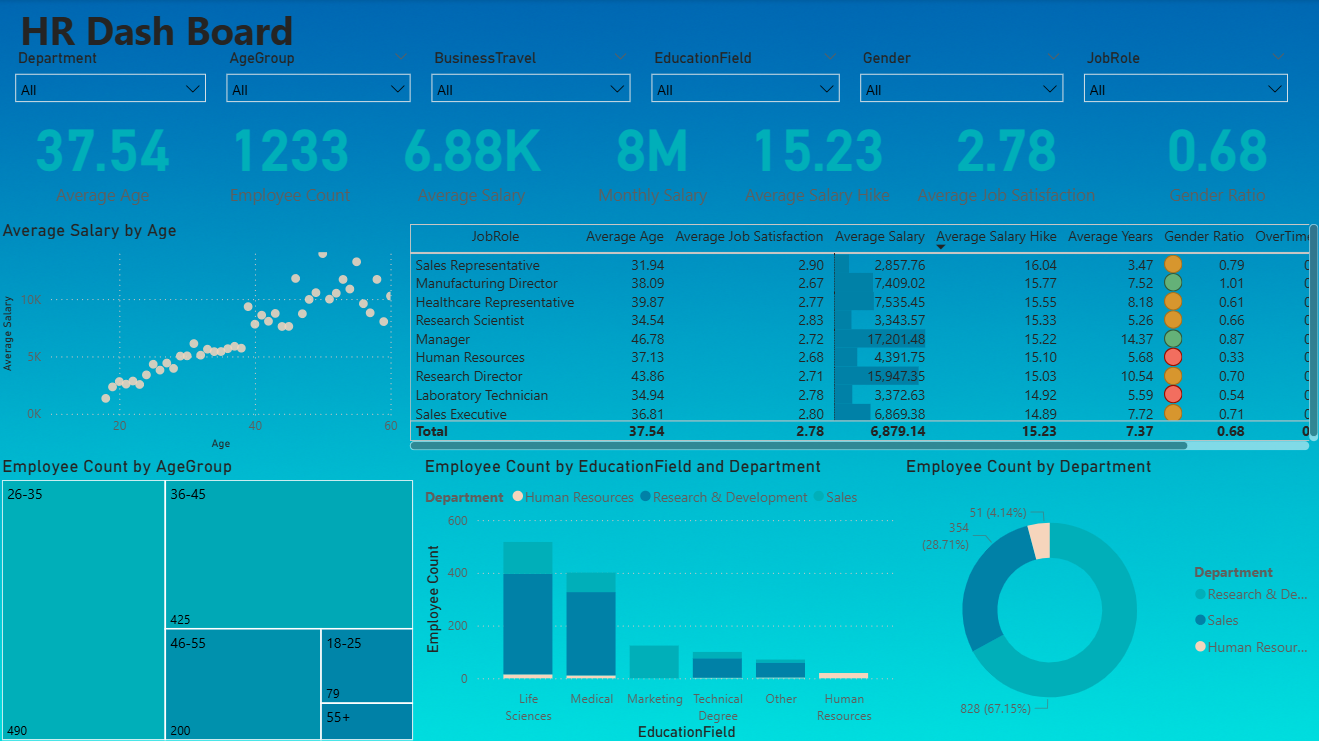 HR Dash Board
Department AgeGroup BusinessTravel EducationField Gender JobRole
All All All All All All
37.54 1233 6.88K 8M 15.23 2.78 0.68
Average Age Employee Count Average Salary Monthly Salary Average Salary Hike Average Job Satisfaction Gender Ratio
Average Salary by Age
Average Salary
10K
5K
0K
20 40 60
Age
JobRole Average Age Average Job Satisfaction Average Salary Average Salary Hike Average Years Gender Ratio OverTime
Sales Representative 31.94 2.90 2,857.76 16.04 3.47 0.79
Manufacturing Director 38.09 2.67 7,409.02 15.77 7.52 1.01
Healthcare Representative 39.87 2.77 7,535.45 15.55 8.18 0.61
Research Scientist 34.54 2.83 3,343.57 15.33 5.26 0.66
Manager 46.78 2.72 17,201.48 15.22 14.37 0.87
Human Resources 37.13 2.68 4,391.75 15.10 5.68 0.33
Research Director 43.86 2.71 15,947.35 15.03 10.54 0.70
Laboratory Technician 34.94 2.78 3,372.63 14.92 5.59 0.54
Sales Executive 36.81 2.80 6,869.38 14.89 7.72 0.71
Total 37.54 2.78 6,879.14 15.23 7.37 0.68 0
Employee Count by AgeGroup
26-35
490
36-45
425
46-55
200
18-25
79
55+
Employee Count by EducationField and Department
Department Human Resources Research & Development Sales
Employee Count
600
400
200
0
Life Sciences Medical Marketing Technical Degree Other Human Resources
EducationField
Employee Count by Department
51 (4.14%)
354
(28.71%)
828 (67.15%)
Department
Research & De...
Sales
Human Resour...